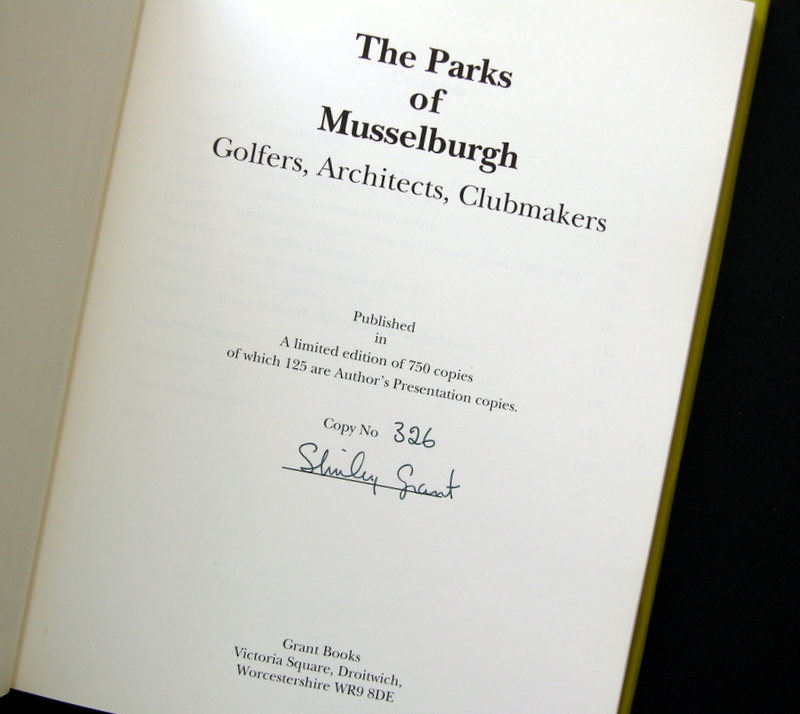 The Parks
of
Musselburgh
Golfers, Architects, Clubmakers
Published
in
A limited edition of 750 copies
of which 125 are Author's Presentation copies.
Copy No 326
Shirley Grant
Grant Books
Victoria Square, Droitwich,
Worcestershire WR9 8DE